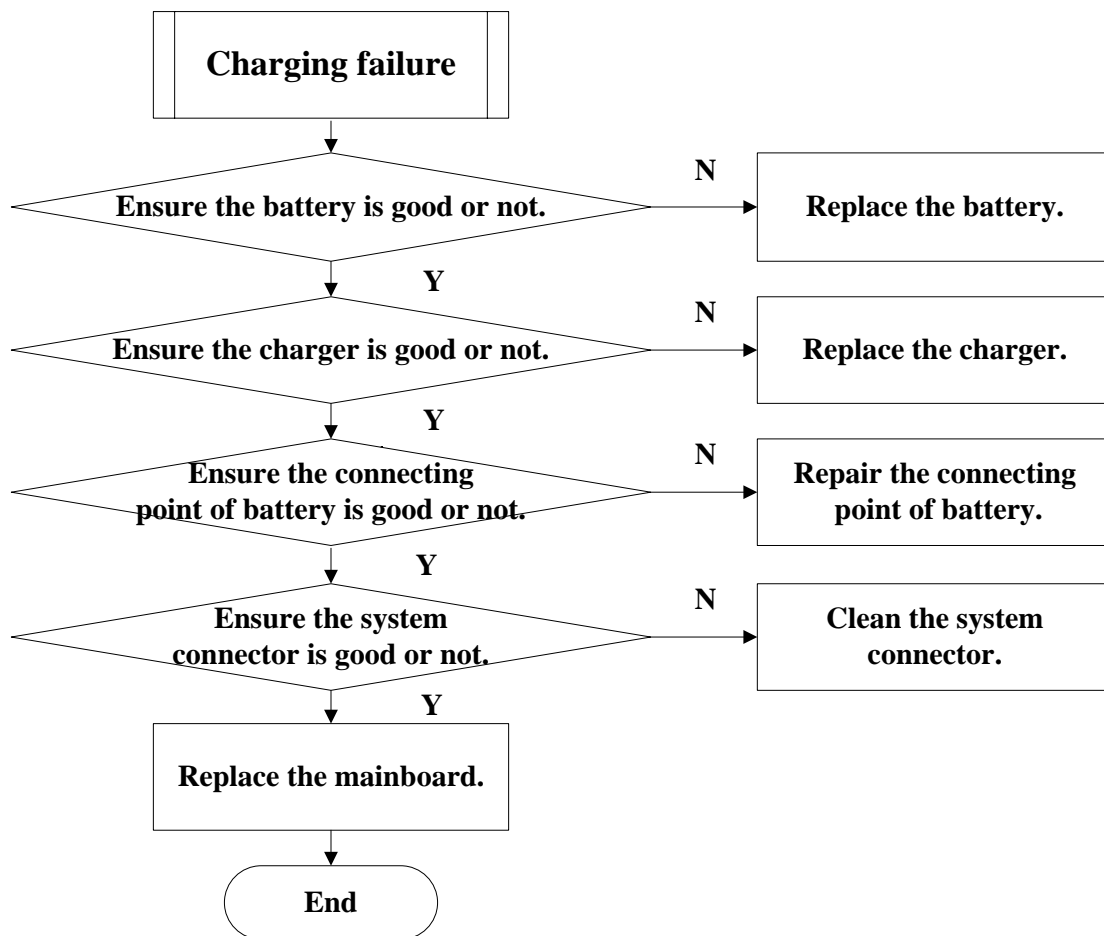 Charging failure
N
Ensure the battery is good or not.
Replace the battery.
Y
N
Ensure the charger is good or not.
Replace the charger.
Y
N
Ensure the connecting
point of battery is good or not.
Repair the connecting
point of battery.
Y
N
Ensure the system
connector is good or not.
Clean the system
connector.
Y
Replace the mainboard.
End